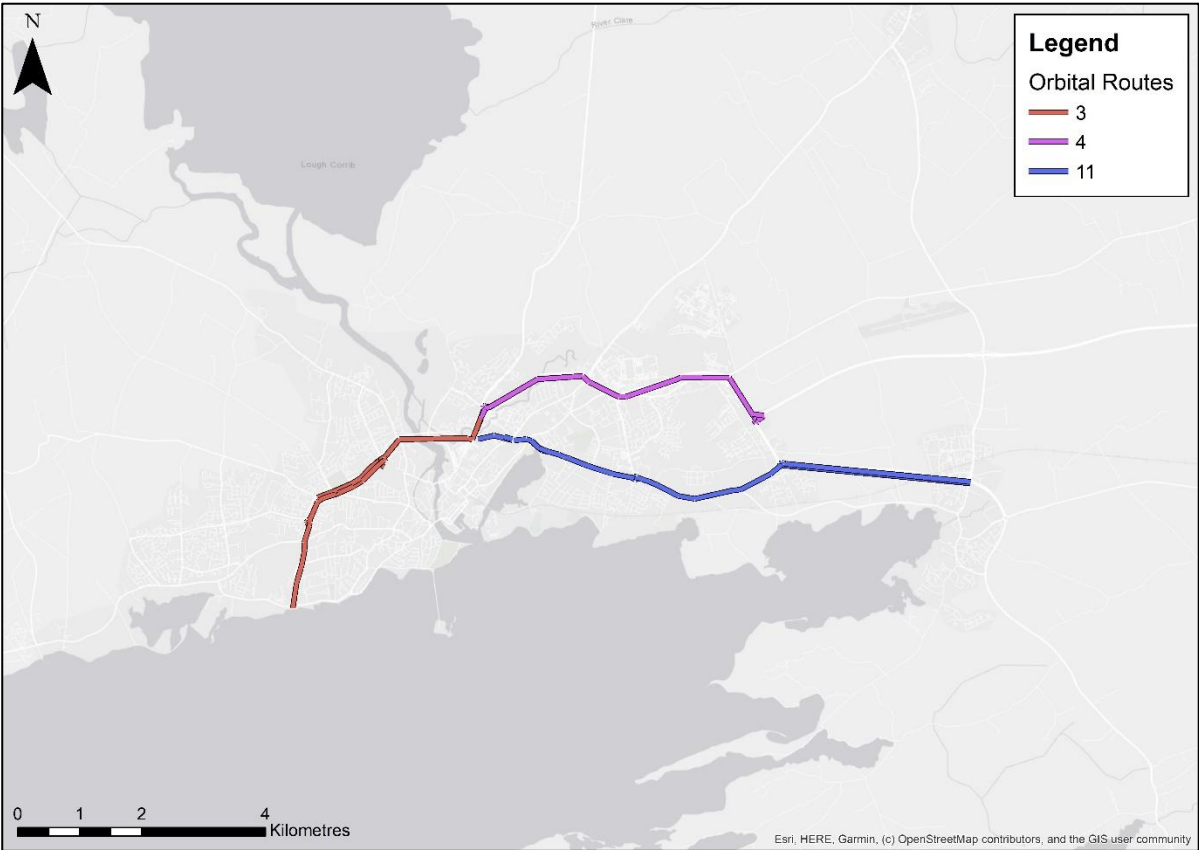 N
River Clare
Lough Corrib
Legend
Orbital Routes
3
4
11
0 1 2 4
Kilometres
Esri, HERE, Garmin, (c) OpenStreetMap contributors, and the GIS user community